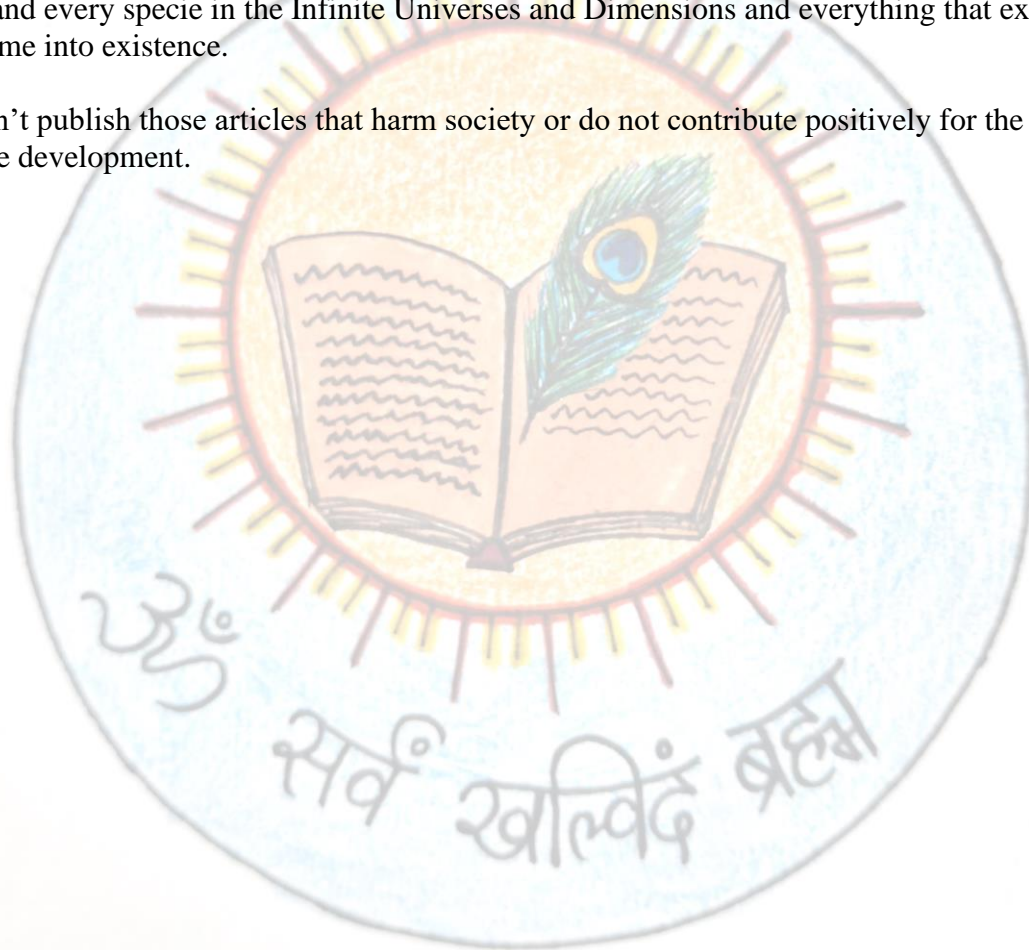 and every specie in the Infinite Universes and Dimensions and everything that ex
me into existence.
n’t publish those articles that harm society or do not contribute positively for the
e development.
ॐ सर्वं खल्विदं ब्रह्म